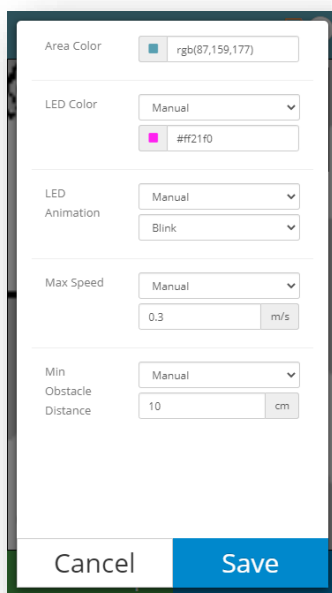 Area Color
rgb(87,159,177)
LED Color
Manual
#ff21f0
LED
Animation
Manual
Blink
Max Speed
Manual
0.3 m/s
Min
Obstacle
Distance
Manual
10 cm
Cancel
Save